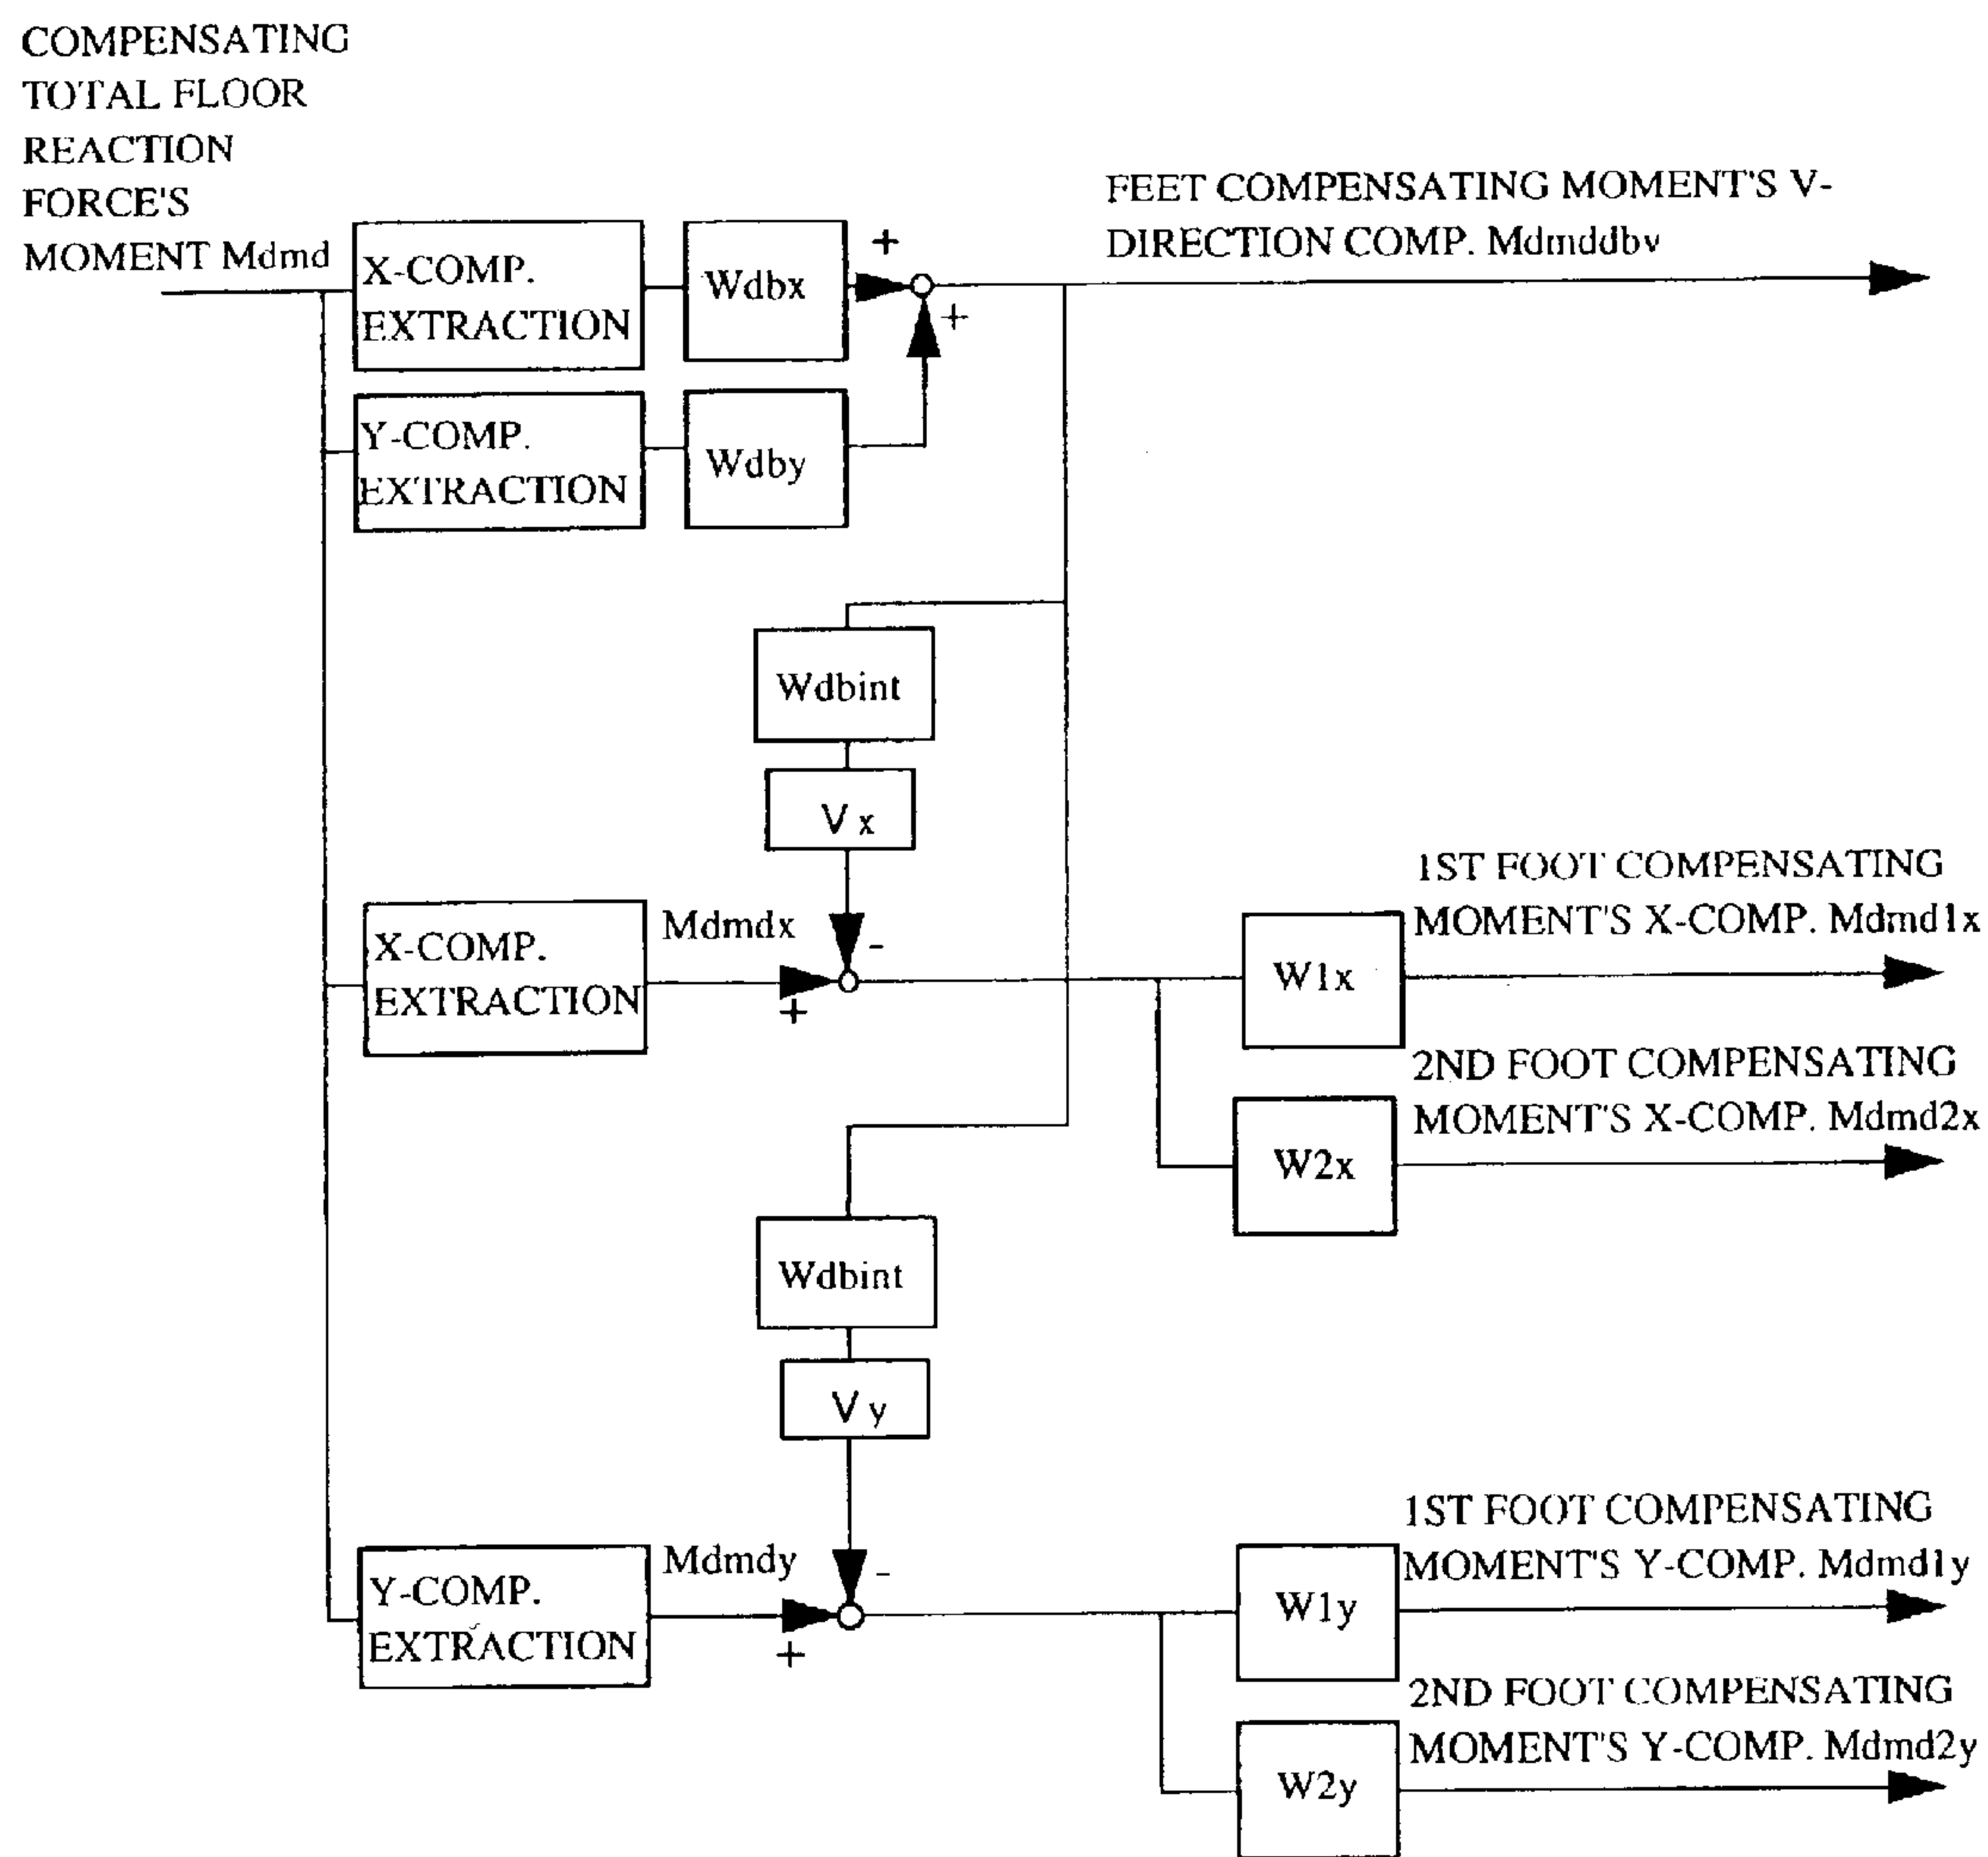 COMPENSATING
TOTAL FLOOR
REACTION
FORCE'S
MOMENT Mdmd
FEET COMPENSATING MOMENT'S V-
DIRECTION COMP. Mdmddbv
X-COMP.
EXTRACTION
Wdbx
+
+
Y-COMP.
EXTRACTION
Wdby
Wdbint
Vx
X-COMP.
EXTRACTION
Mdmdx
-
+
1ST FOOT COMPENSATING
MOMENT'S X-COMP. Mdmd1x
W1x
2ND FOOT COMPENSATING
MOMENT'S X-COMP. Mdmd2x
W2x
Wdbint
Vy
Y-COMP.
EXTRACTION
Mdmdy
-
+
1ST FOOT COMPENSATING
MOMENT'S Y-COMP. Mdmd1y
W1y
2ND FOOT COMPENSATING
MOMENT'S Y-COMP. Mdmd2y
W2y